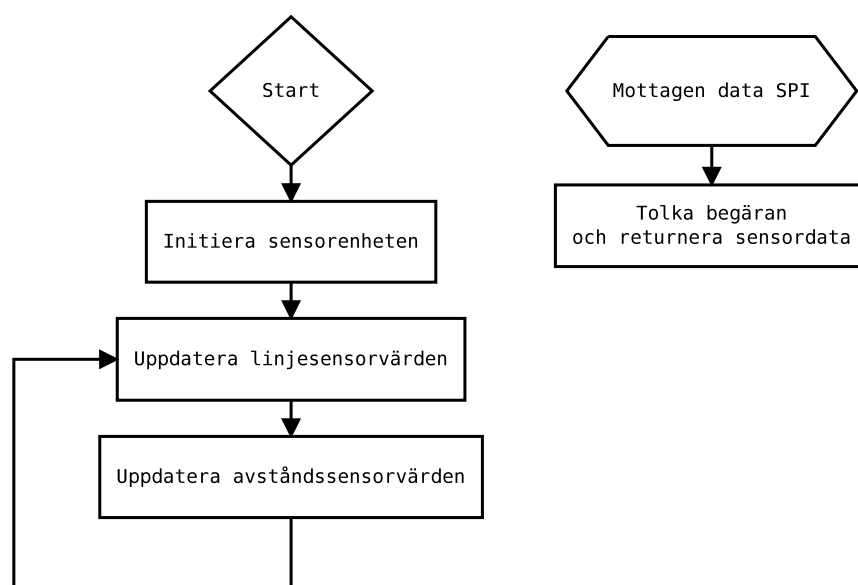 Start
Mottagen data SPI
Tolka begäran
och returnera sensordata
Initiera sensorenheten
Uppdatera linjesensorvärden
Uppdatera avståndssensorvärden